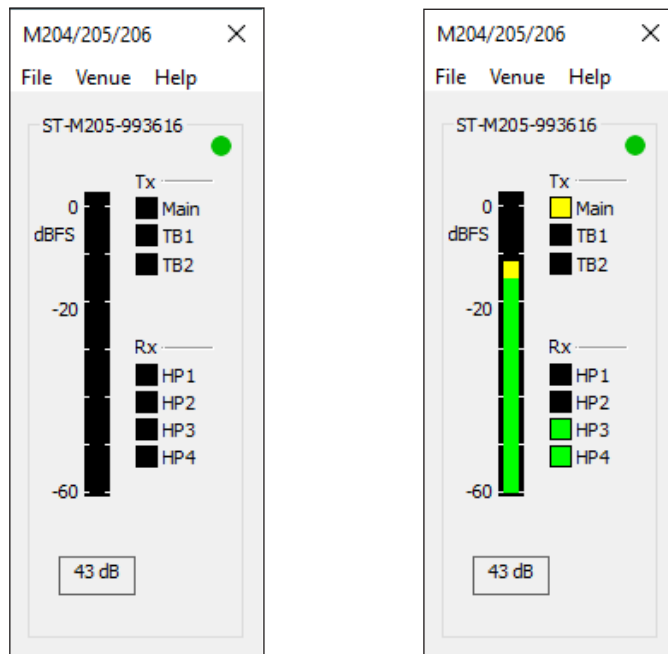 M204/205/206
File Venue Help
ST-M205-993616
Tx
0 Main
dBFS TB1
TB2
-20
Rx
HP1
HP2
HP3
HP4
-60
43 dB
M204/205/206
File Venue Help
ST-M205-993616
Tx
0 Main
dBFS TB1
TB2
-20
Rx
HP1
HP2
HP3
HP4
-60
43 dB